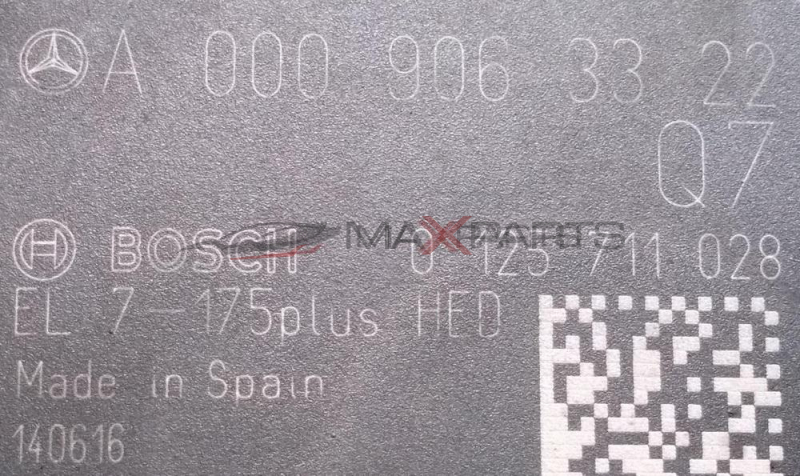 A 000 906 33 22
Q7
BOSCH 0 125 711 028
MAXPARTS
EL 7-175plus HED
Made in Spain
140616